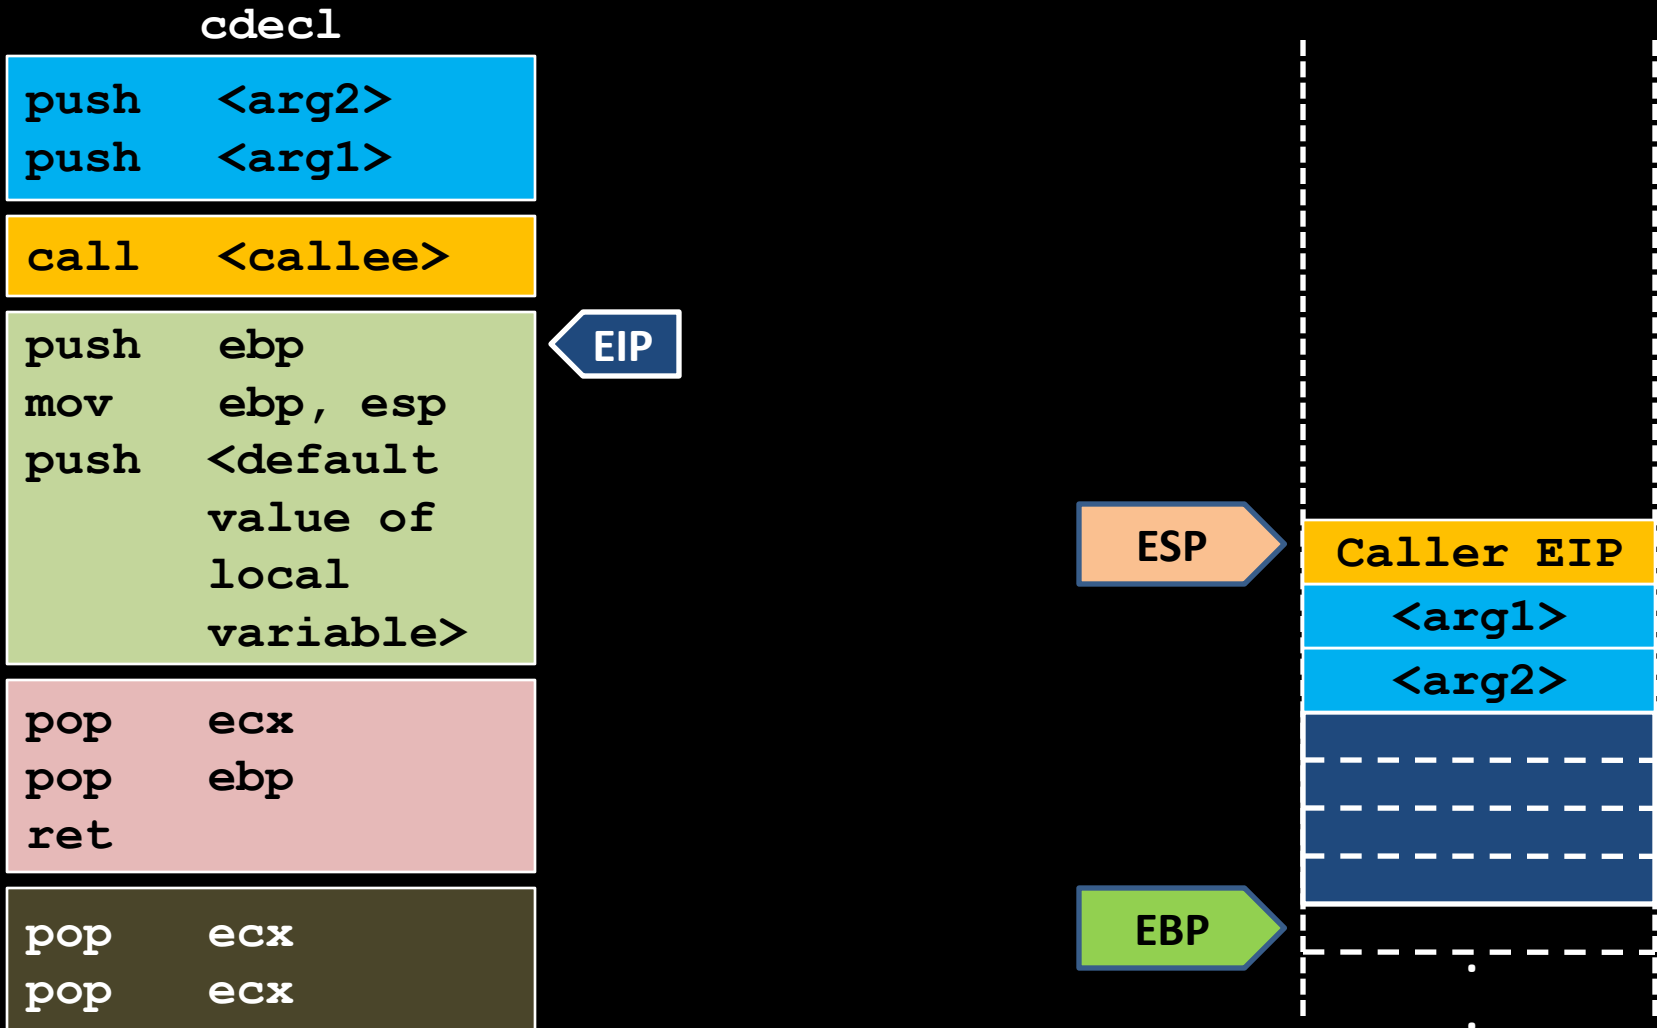 cdecl
push <arg2>
push <arg1>
call <callee>
push ebp
mov ebp, esp
push <default
value of
local
variable>
pop ecx
pop ebp
ret
pop ecx
pop ecx
EIP
ESP
EBP
Caller EIP
<arg1>
<arg2>